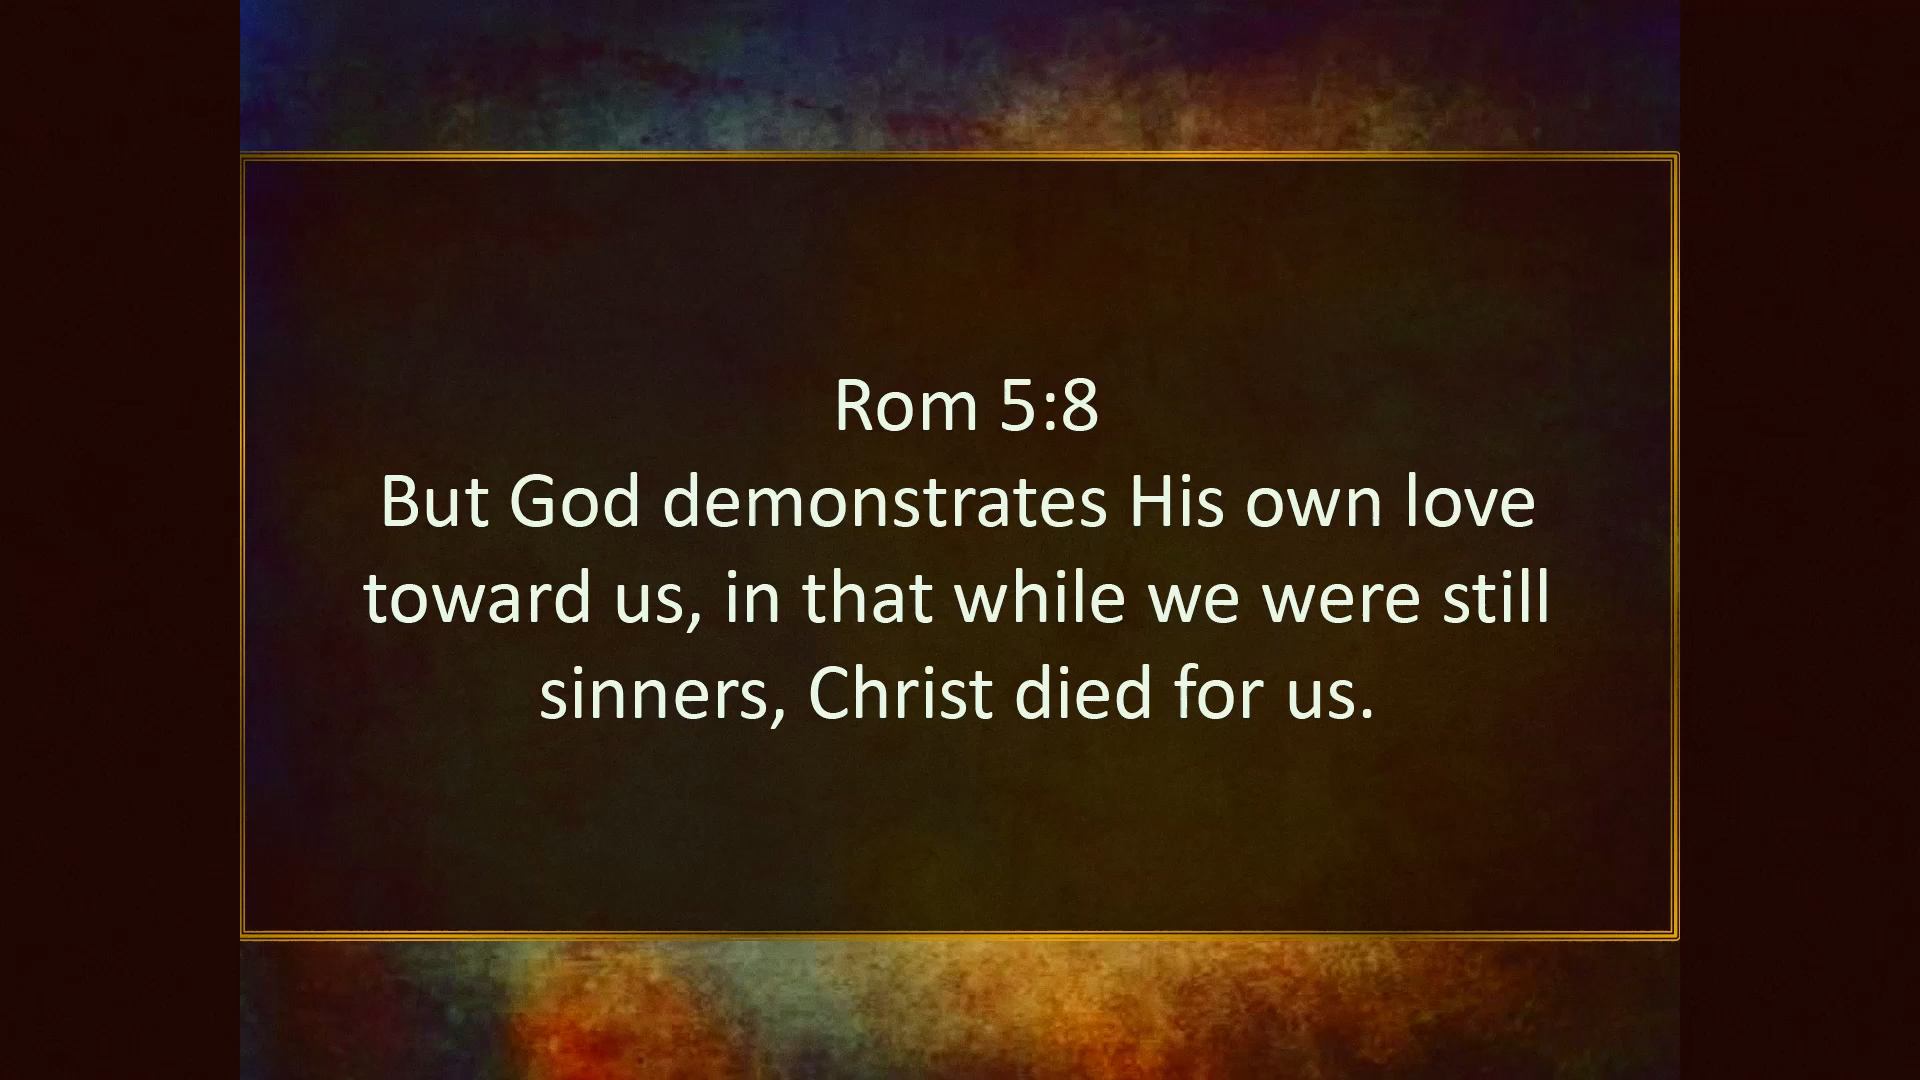 Rom 5:8
But God demonstrates His own love
toward us, in that while we were still
sinners, Christ died for us.